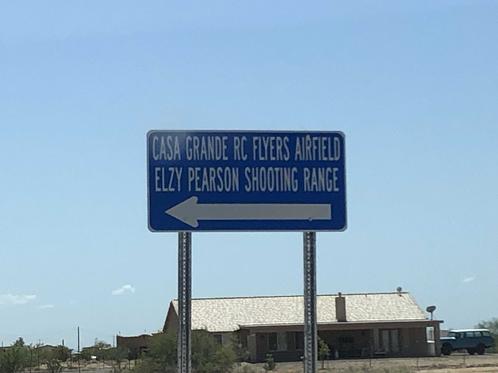 CASA GRANDE RC FLYERS AIRFIELD
ELZY PEARSON SHOOTING RANGE